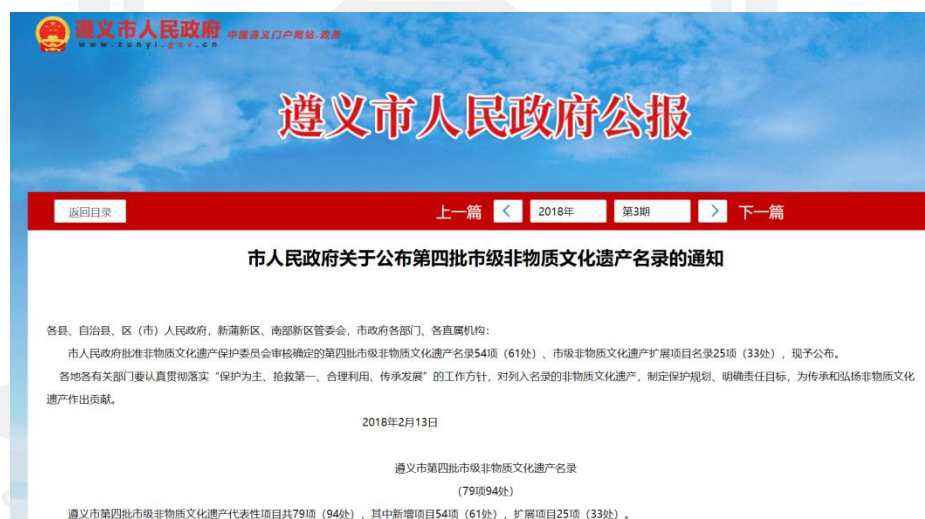 遵义市人民政府 中国遵义门户网站·政务
www.zunyi.gov.cn
遵义市人民政府公报
返回目录 上一篇 < 2018年 第3期 > 下一篇
市人民政府关于公布第四批市级非物质文化遗产名录的通知
各县、自治县、区（市）人民政府，新蒲新区、南部新区管委会，市政府各部门、各直属机构：
市人民政府批准非物质文化遗产保护委员会审核确定的第四批市级非物质文化遗产名录54项（61处）、市级非物质文化遗产扩展项目名录25项（33处），现予公布。
各地各有关部门要认真贯彻落实“保护为主、抢救第一、合理利用、传承发展”的工作方针，对列入名录的非物质文化遗产，制定保护规划、明确责任目标，为传承和弘扬非物质文化
遗产作出贡献。
2018年2月13日
遵义市第四批市级非物质文化遗产名录
（79项94处）
遵义市第四批市级非物质文化遗产代表性项目共79项（94处），其中新增项目54项（61处），扩展项目25项（33处）。